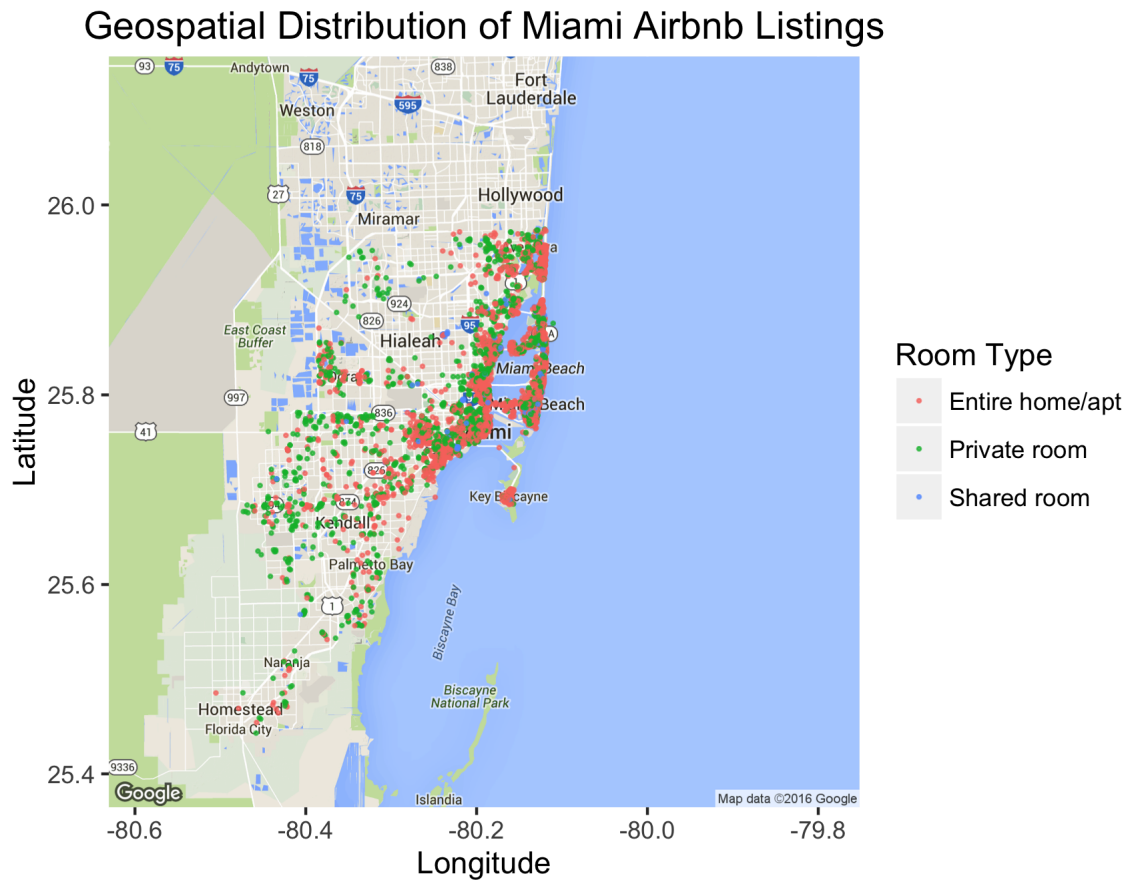 Geospatial Distribution of Miami Airbnb Listings
93
75
Andytown
75
838
Fort
Lauderdale
595
Weston
818
27
75
Hollywood
Miramar
924
826
95
East Coast
Buffer
Hialeah
A
Beach
997
836
Beach
41
826
874
Key Biscayne
Kendall
Palmetto Bay
1
Biscayne Bay
Naranja
Biscayne
National Park
Homestead
Florida City
9336
Google
Islandia
Map data ©2016 Google
26.0
25.8
25.6
25.4
Latitude
-80.6
-80.4
-80.2
-80.0
-79.8
Longitude
Room Type
Entire home/apt
Private room
Shared room